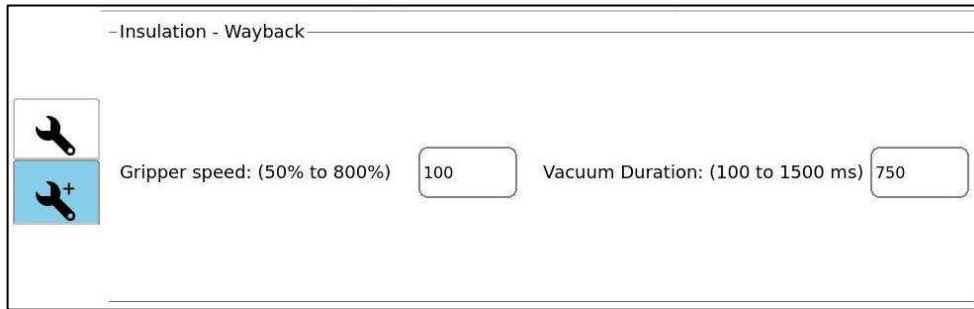 Insulation - Wayback
Gripper speed: (50% to 800%) 100 Vacuum Duration: (100 to 1500 ms) 750